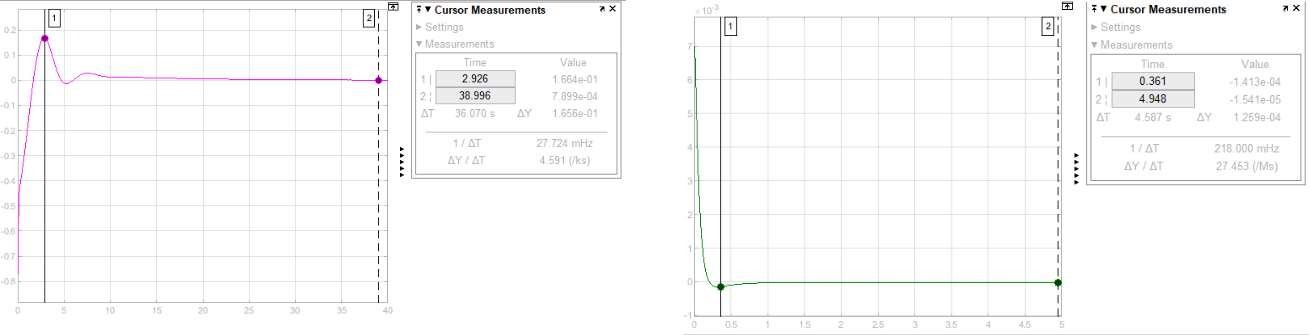 1
2
0.2
0.1
0
-0.1
-0.2
-0.3
-0.4
-0.5
-0.6
-0.7
-0.8
0 5 10 15 20 25 30 35 40
Cursor Measurements
Settings
Measurements
Time Value
1 | 2.926 1.664e-01
2 ¦ 38.996 7.899e-04
ΔT 36.070 s ΔY 1.656e-01
1 / ΔT 27.724 mHz
ΔY / ΔT 4.591 (/ks)
×10⁻³
1
2
7
6
5
4
3
2
1
0
-1
0 0.5 1 1.5 2 2.5 3 3.5 4 4.5 5
Cursor Measurements
Settings
Measurements
Time Value
1 | 0.361 -1.413e-04
2 ¦ 4.948 -1.541e-05
ΔT 4.587 s ΔY 1.259e-04
1 / ΔT 218.000 mHz
ΔY / ΔT 27.453 (/Ms)